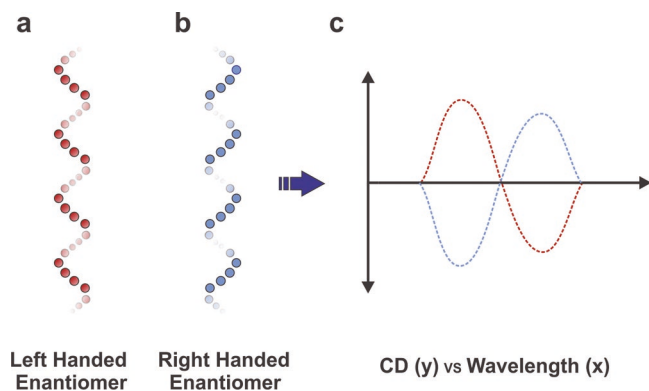 a
b
c
Left Handed
Enantiomer
Right Handed
Enantiomer
CD (y) vs Wavelength (x)